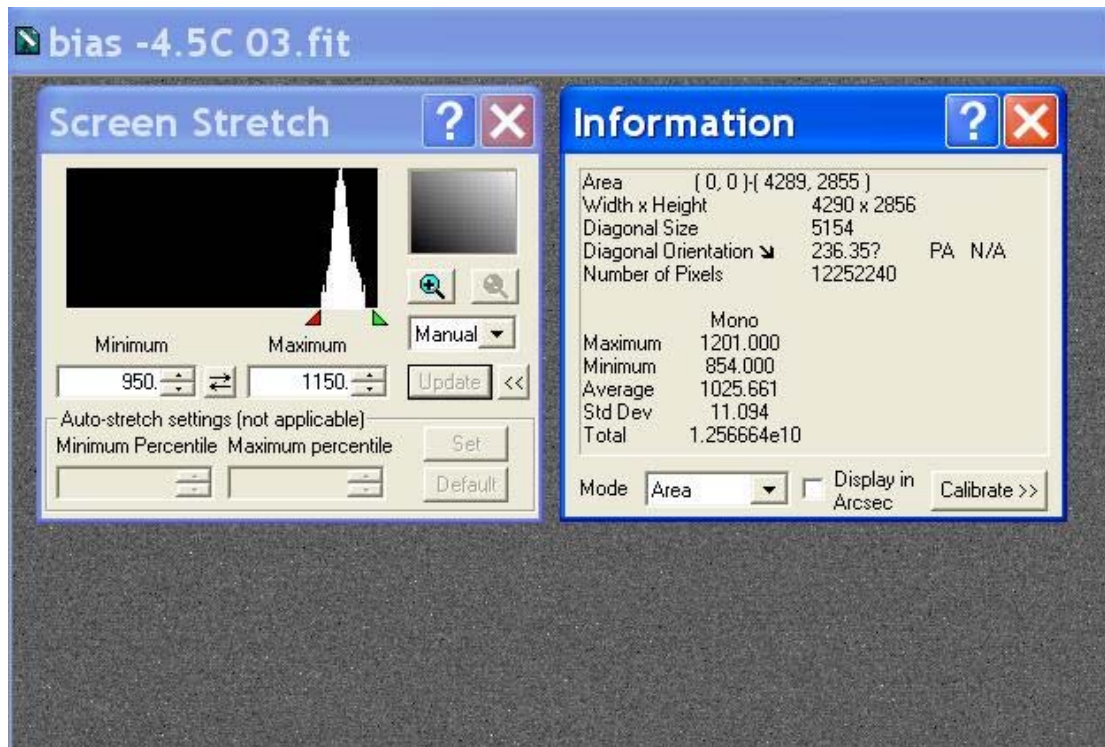 bias -4.5C 03.fit
Screen Stretch
Minimum Maximum
Manual
950. 1150. Update <<
Auto-stretch settings (not applicable)
Minimum Percentile Maximum percentile Set
Default
Information
Area ( 0, 0 )-( 4289, 2855 )
Width x Height 4290 x 2856
Diagonal Size 5154
Diagonal Orientation ↘ 236.35? PA N/A
Number of Pixels 12252240
Mono
Maximum 1201.000
Minimum 854.000
Average 1025.661
Std Dev 11.094
Total 1.256664e10
Mode Area Display in Arcsec Calibrate >>